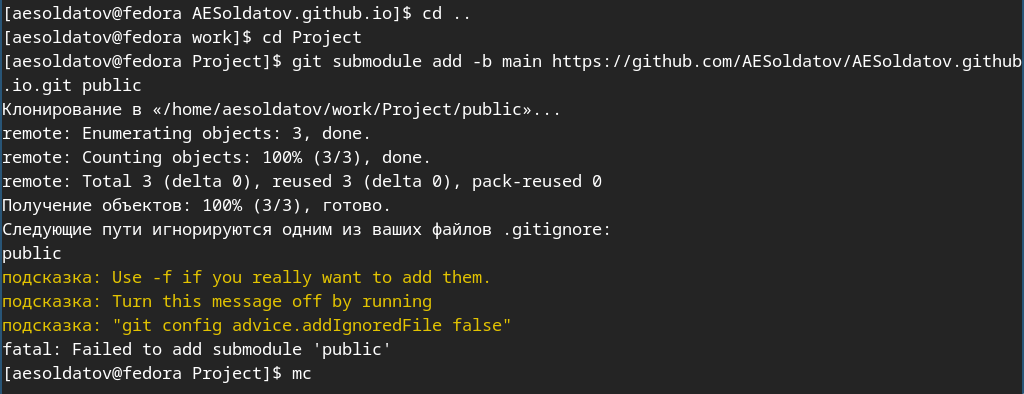 [aesoldatov@fedora AESoldatov.github.io]$ cd ..
[aesoldatov@fedora work]$ cd Project
[aesoldatov@fedora Project]$ git submodule add -b main https://github.com/AESoldatov/AESoldatov.github
.io.git public
Клонирование в «/home/aesoldatov/work/Project/public»...
remote: Enumerating objects: 3, done.
remote: Counting objects: 100% (3/3), done.
remote: Total 3 (delta 0), reused 3 (delta 0), pack-reused 0
Получение объектов: 100% (3/3), готово.
Следующие пути игнорируются одним из ваших файлов .gitignore:
public
подсказка: Use -f if you really want to add them.
подсказка: Turn this message off by running
подсказка: "git config advice.addIgnoredFile false"
fatal: Failed to add submodule 'public'
[aesoldatov@fedora Project]$ mc